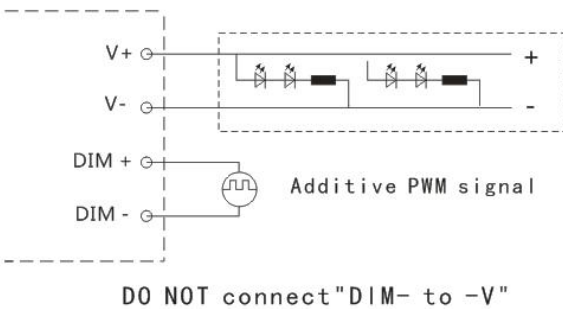 V+
+
V-
-
DIM +
Additive PWM signal
DIM -
DO NOT connect"DIM- to -V"